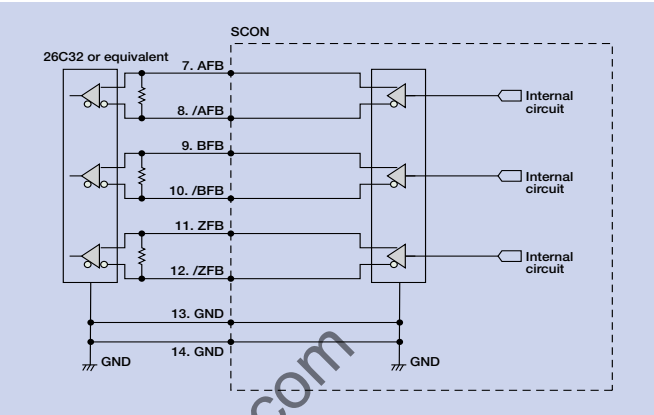 SCON
26C32 or equivalent
7. AFB
8. /AFB
Internal
circuit
9. BFB
10. /BFB
Internal
circuit
11. ZFB
12. /ZFB
Internal
circuit
13. GND
14. GND
GND
GND
com